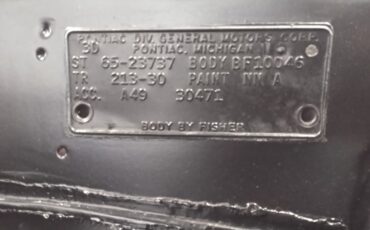 PONTIAC DIV. GENERAL MOTORS CORP.
3D PONTIAC, MICHIGAN
ST 65-23737 BODY BF10046
TR 213-30 PAINT NN A
ACC. A49 30471
BODY BY FISHER